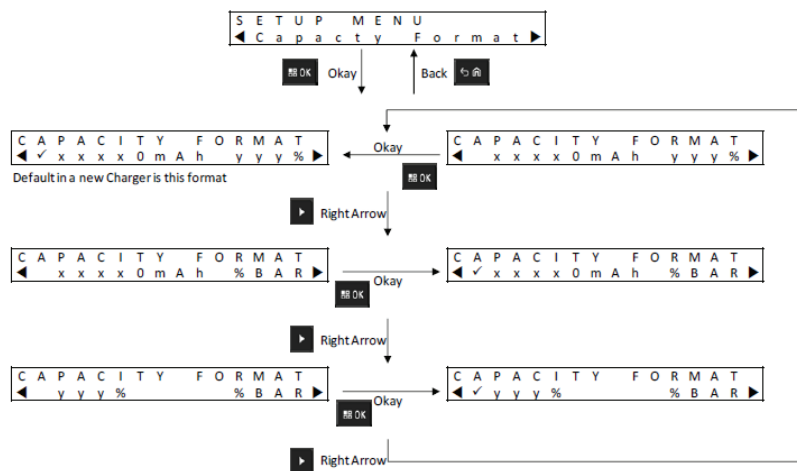 SETUP MENU
◀ Capacty Format ▶
OK Okay Back
CAPACITY FORMAT
◀ ✓ xxxx0mAh yyy% ▶
Default in a new Charger is this format
Okay
OK
CAPACITY FORMAT
◀ xxxx0mAh yyy% ▶
Right Arrow
CAPACITY FORMAT
◀ xxxx0mAh %BAR ▶
OK Okay
CAPACITY FORMAT
◀ ✓ xxxx0mAh %BAR ▶
Right Arrow
CAPACITY FORMAT
◀ yyy% %BAR ▶
Okay
OK
CAPACITY FORMAT
◀ ✓ yyy% %BAR ▶
Right Arrow